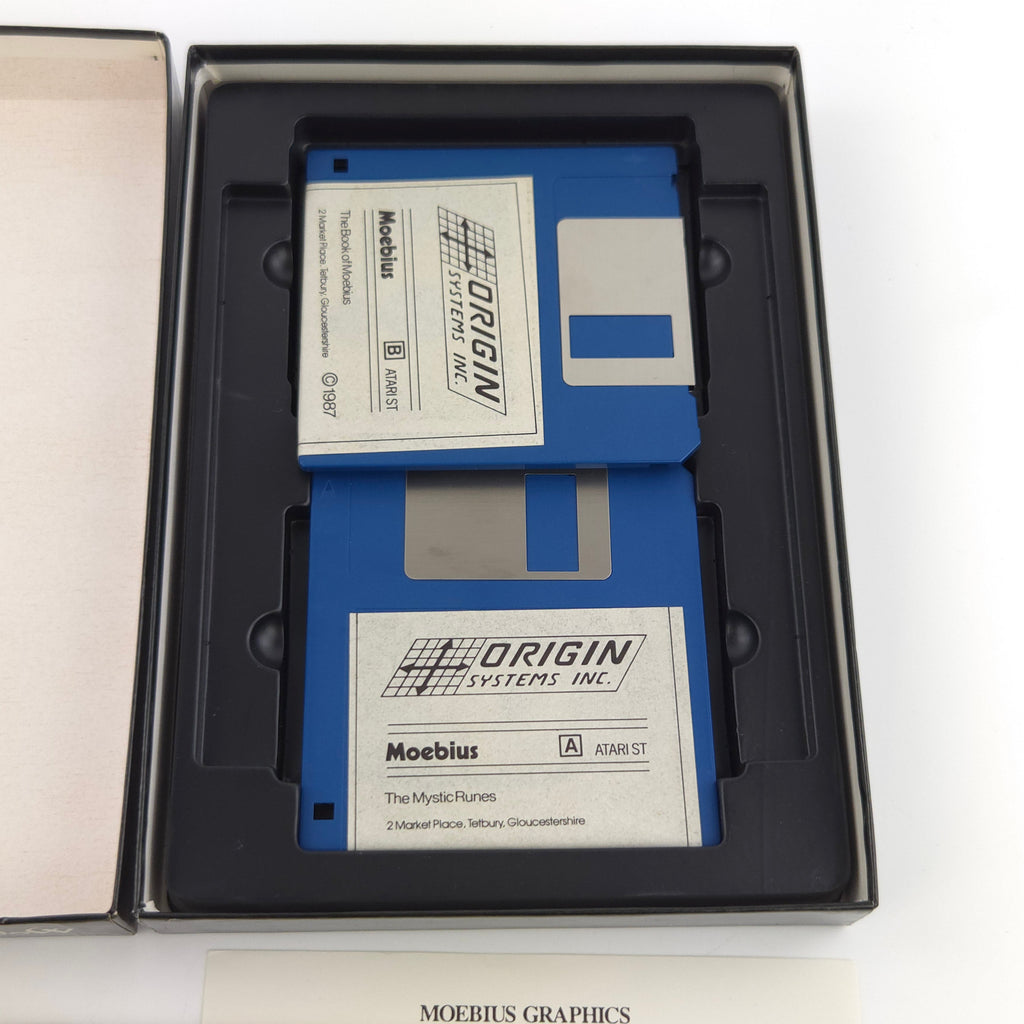 ORIGIN
SYSTEMS INC.
Moebius
B ATARI ST
The Book of Moebius
2 Market Place, Tetbury, Gloucestershire
©1987
ORIGIN
SYSTEMS INC.
Moebius
A ATARI ST
The Mystic Runes
2 Market Place, Tetbury, Gloucestershire
MOEBIUS GRAPHICS